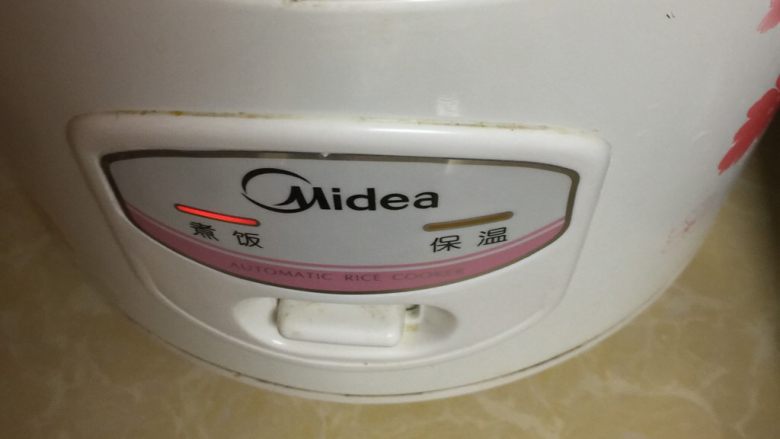 Midea
煮饭
保温
AUTOMATIC RICE COOKER